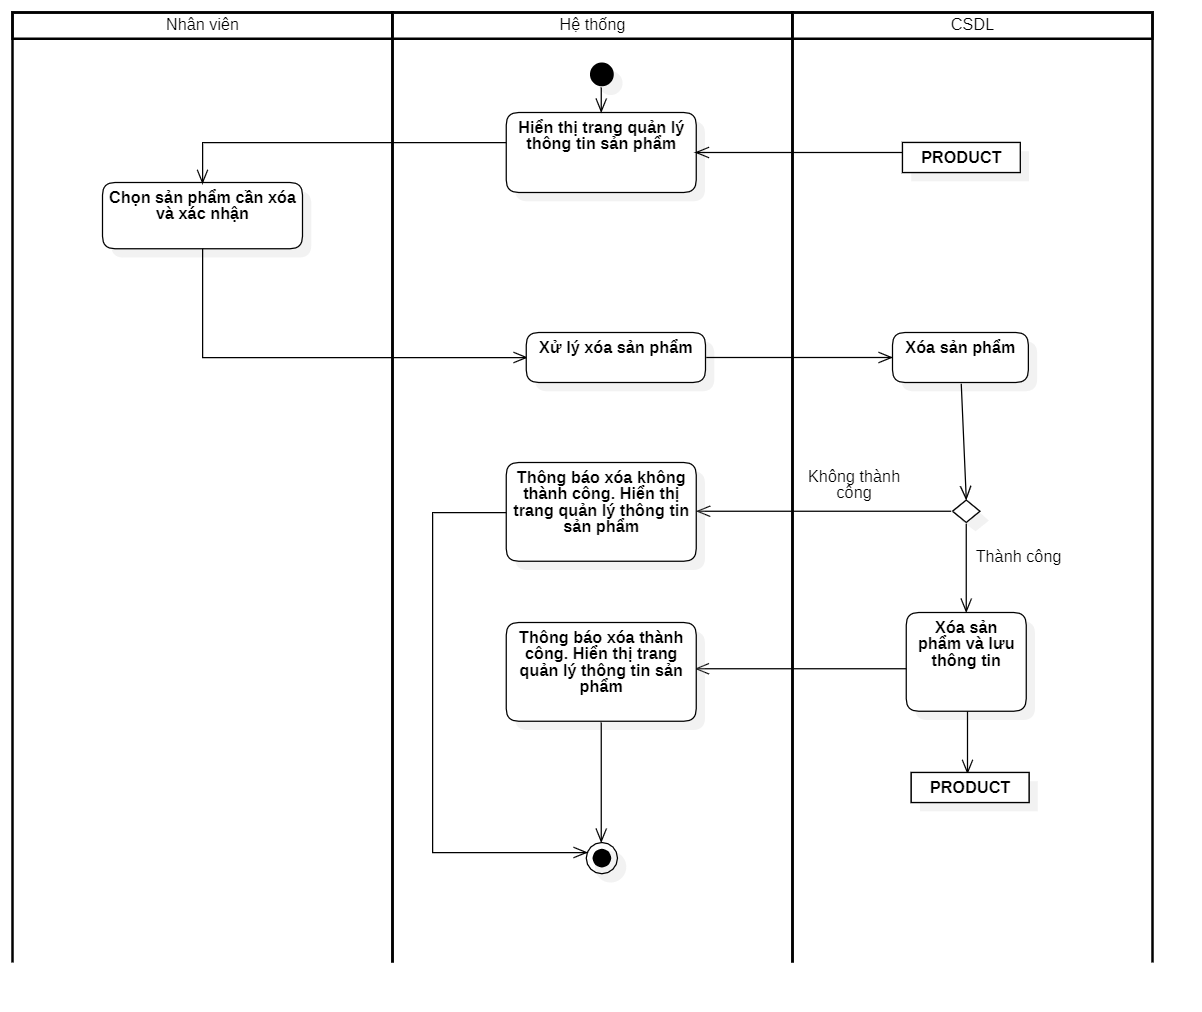 Nhân viên
Hệ thống
CSDL
Hiển thị trang quản lý
thông tin sản phẩm
PRODUCT
Chọn sản phẩm cần xóa
và xác nhận
Xử lý xóa sản phẩm
Xóa sản phẩm
Thông báo xóa không
thành công. Hiển thị
trang quản lý thông tin
sản phẩm
Không thành
công
Thành công
Xóa sản
phẩm và lưu
thông tin
Thông báo xóa thành
công. Hiển thị trang
quản lý thông tin sản
phẩm
PRODUCT